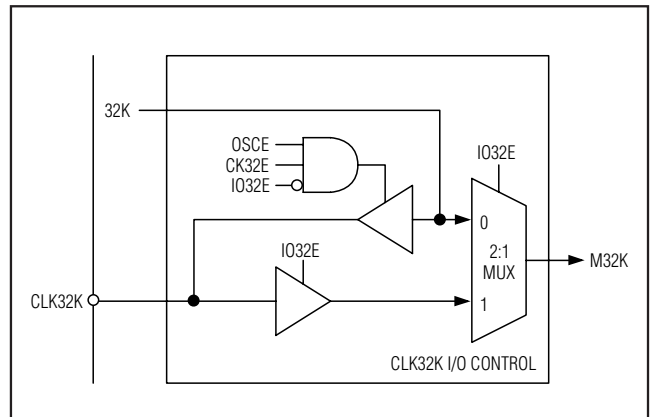 32K
OSCE
CK32E
IO32E
IO32E
0
2:1
MUX
M32K
IO32E
CLK32K
1
CLK32K I/O CONTROL